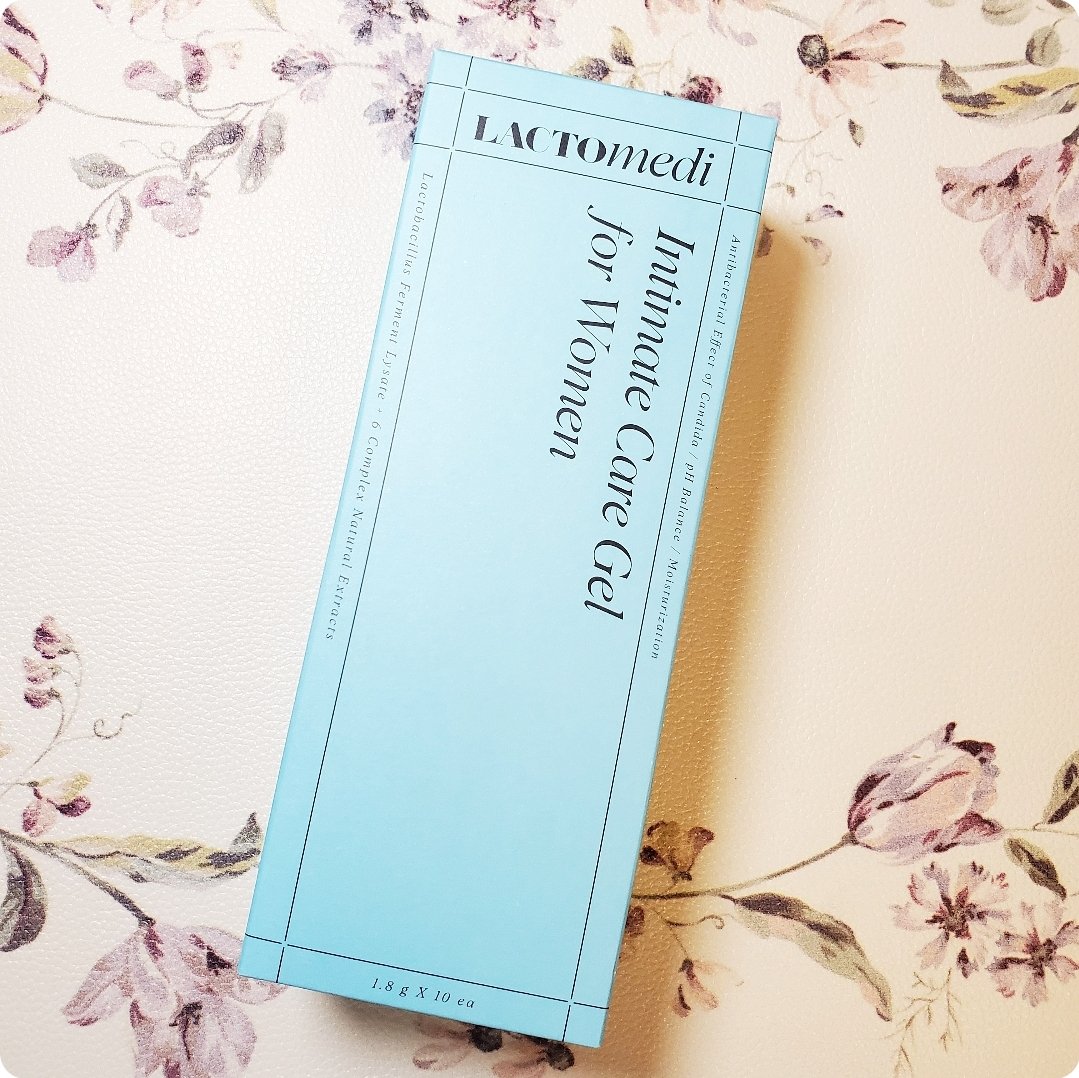 LACTOmedi
Antibacterial Effect of Candida / pH Balance / Moisturization
Intimate Care Gel
for Women
Lactobacillus Ferment Lysate + 6 Complex Natural Extracts
1.8 g X 10 ea